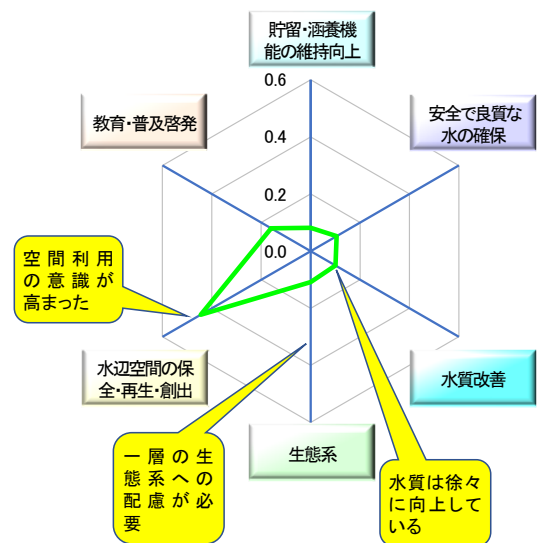 貯留・涵養機
能の維持向上
0.6
0.4
0.2
0.0
教育・普及啓発
安全で良質な
水の確保
空間利用
の意識が
高まった
水辺空間の保
全・再生・創出
水質改善
生態系
一層の生
態系への
配慮が必
要
水質は徐々
に向上して
いる